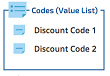 Codes (Value List)
Discount Code 1
Discount Code 2